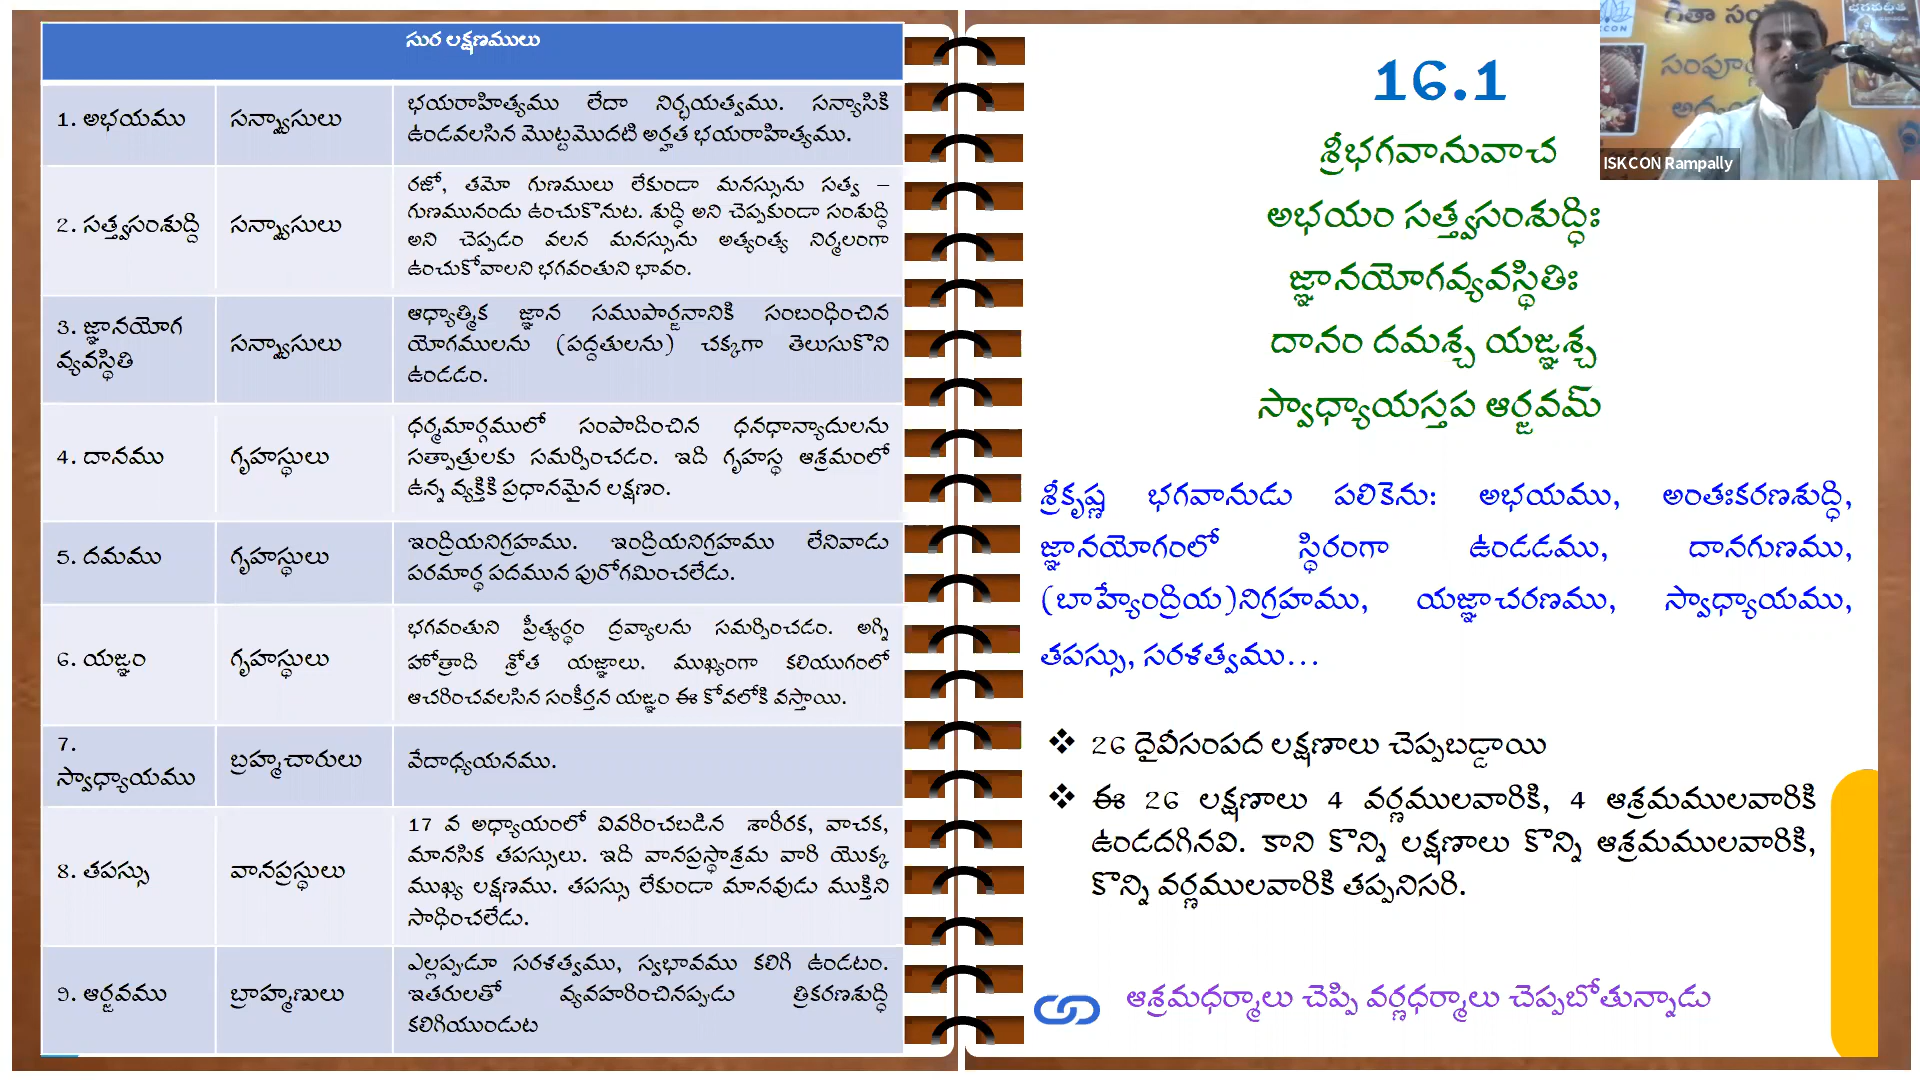 సుర లక్షణములు
1. అభయము
సన్న్యాసులు
భయరాహిత్యము లేదా నిర్భయత్వము. సన్యాసికి
ఉండవలసిన మొట్టమొదటి అర్హత భయరాహిత్యము.
2. సత్త్వసంశుద్ది
సన్న్యాసులు
రజో, తమో గుణములు లేకుండా మనస్సును సత్వ –
గుణమునందు ఉంచుకొనుట. శుద్ధి అని చెప్పకుండా సంశుద్ధి
అని చెప్పడం వలన మనస్సును అత్యంత్య నిర్మలంగా
ఉంచుకోవాలని భగవంతుని భావం.
3. జ్ఞానయోగ
వ్యవస్థితి
సన్న్యాసులు
ఆధ్యాత్మిక జ్ఞాన సముపార్జనానికి సంబంధించిన
యోగములను (పద్దతులను) చక్కగా తెలుసుకొని
ఉండడం.
4. దానము
గృహస్థులు
ధర్మమార్గములో సంపాదించిన ధనధాన్యాదులను
సత్పాత్రులకు సమర్పించడం. ఇది గృహస్థ ఆశ్రమంలో
ఉన్న వ్యక్తికి ప్రధానమైన లక్షణం.
5. దమము
గృహస్థులు
ఇంద్రియనిగ్రహము. ఇంద్రియనిగ్రహము లేనివాడు
పరమార్థ పదమున పురోగమించలేడు.
6. యజ్ఞం
గృహస్థులు
భగవంతుని ప్రీత్యర్థం ద్రవ్యాలను సమర్పించడం. అగ్ని
హోత్రాది శ్రోత యజ్ఞాలు. ముఖ్యంగా కలియుగంలో
ఆచరించవలసిన సంకీర్తన యజ్ఞం ఈ కోవలోకి వస్తాయి.
7.
స్వాధ్యాయము
బ్రహ్మచారులు
వేదాధ్యయనము.
8. తపస్సు
వానప్రస్థులు
17 వ అధ్యాయంలో వివరించబడిన శారీరక, వాచక,
మానసిక తపస్సులు. ఇది వానప్రస్థాశ్రమ వారి యొక్క
ముఖ్య లక్షణము. తపస్సు లేకుండా మానవుడు ముక్తిని
సాధించలేడు.
9. ఆర్జవము
బ్రాహ్మణులు
ఎల్లప్పుడూ సరళత్వము, స్వభావము కలిగి ఉండటం.
ఇతరులతో వ్యవహరించినప్పుడు త్రికరణశుద్ధి
కలిగియుండుట
16.1
శ్రీభగవానువాచ
అభయం సత్త్వసంశుద్ధిః
జ్ఞానయోగవ్యవస్థితిః
దానం దమశ్చ యజ్ఞశ్చ
స్వాధ్యాయస్తప ఆర్జవమ్
శ్రీకృష్ణ భగవానుడు పలికెను: అభయము, అంతఃకరణశుద్ధి,
జ్ఞానయోగంలో స్థిరంగా ఉండడము, దానగుణము,
(బాహ్యేంద్రియ)నిగ్రహము, యజ్ఞాచరణము, స్వాధ్యాయము,
తపస్సు, సరళత్వము...
❖ 26 దైవీసంపద లక్షణాలు చెప్పబడ్డాయి
❖ ఈ 26 లక్షణాలు 4 వర్ణములవారికి, 4 ఆశ్రమములవారికి
ఉండదగినవి. కాని కొన్ని లక్షణాలు కొన్ని ఆశ్రమములవారికి,
కొన్ని వర్ణములవారికి తప్పనిసరి.
ఆశ్రమధర్మాలు చెప్పి వర్ణధర్మాలు చెప్పబోతున్నాడు
ISKCON Rampally